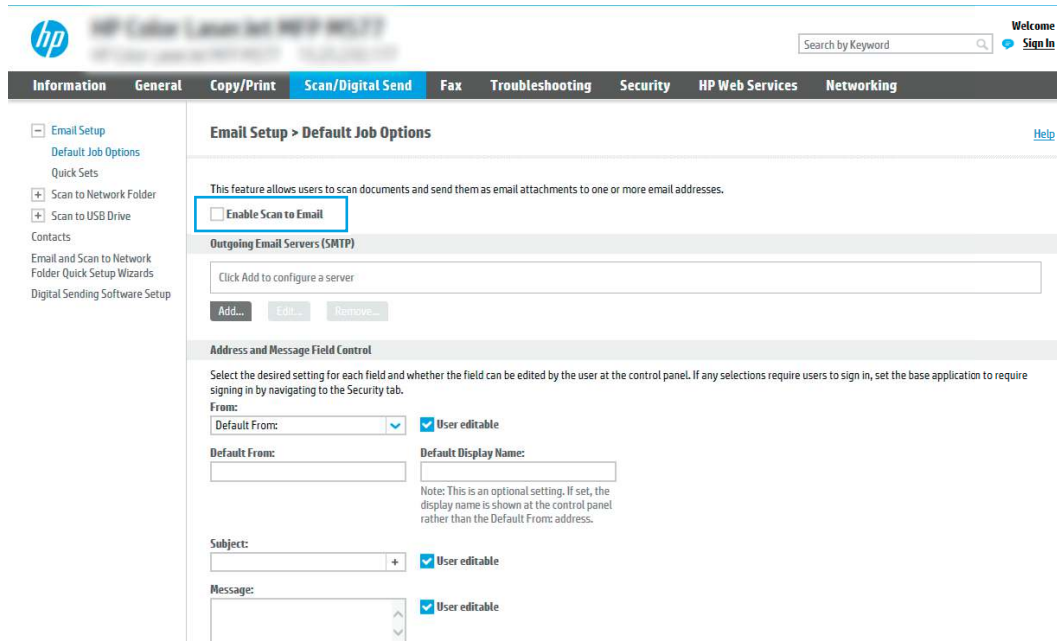 hp
Welcome
Search by Keyword
Sign In
Information General Copy/Print Scan/Digital Send Fax Troubleshooting Security HP Web Services Networking
Email Setup
Default Job Options
Quick Sets
Scan to Network Folder
Scan to USB Drive
Contacts
Email and Scan to Network
Folder Quick Setup Wizards
Digital Sending Software Setup
Email Setup > Default Job Options
Help
This feature allows users to scan documents and send them as email attachments to one or more email addresses.
Enable Scan to Email
Outgoing Email Servers (SMTP)
Click Add to configure a server
Add... Edit... Remove...
Address and Message Field Control
Select the desired setting for each field and whether the field can be edited by the user at the control panel. If any selections require users to sign in, set the base application to require
signing in by navigating to the Security tab.
From:
Default From: User editable
Default From: Default Display Name:
Note: This is an optional setting. If set, the
display name is shown at the control panel
rather than the Default From: address.
Subject:
User editable
Message:
User editable